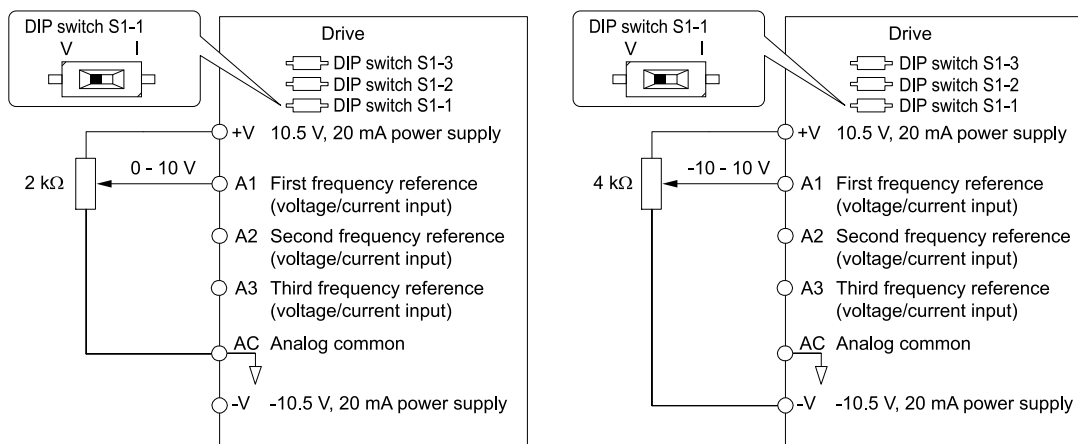 DIP switch S1-1
V I
Drive
DIP switch S1-3
DIP switch S1-2
DIP switch S1-1
+V 10.5 V, 20 mA power supply
2 kΩ
0 - 10 V
A1 First frequency reference
(voltage/current input)
A2 Second frequency reference
(voltage/current input)
A3 Third frequency reference
(voltage/current input)
AC Analog common
-V -10.5 V, 20 mA power supply
DIP switch S1-1
V I
Drive
DIP switch S1-3
DIP switch S1-2
DIP switch S1-1
+V 10.5 V, 20 mA power supply
4 kΩ
-10 - 10 V
A1 First frequency reference
(voltage/current input)
A2 Second frequency reference
(voltage/current input)
A3 Third frequency reference
(voltage/current input)
AC Analog common
-V -10.5 V, 20 mA power supply